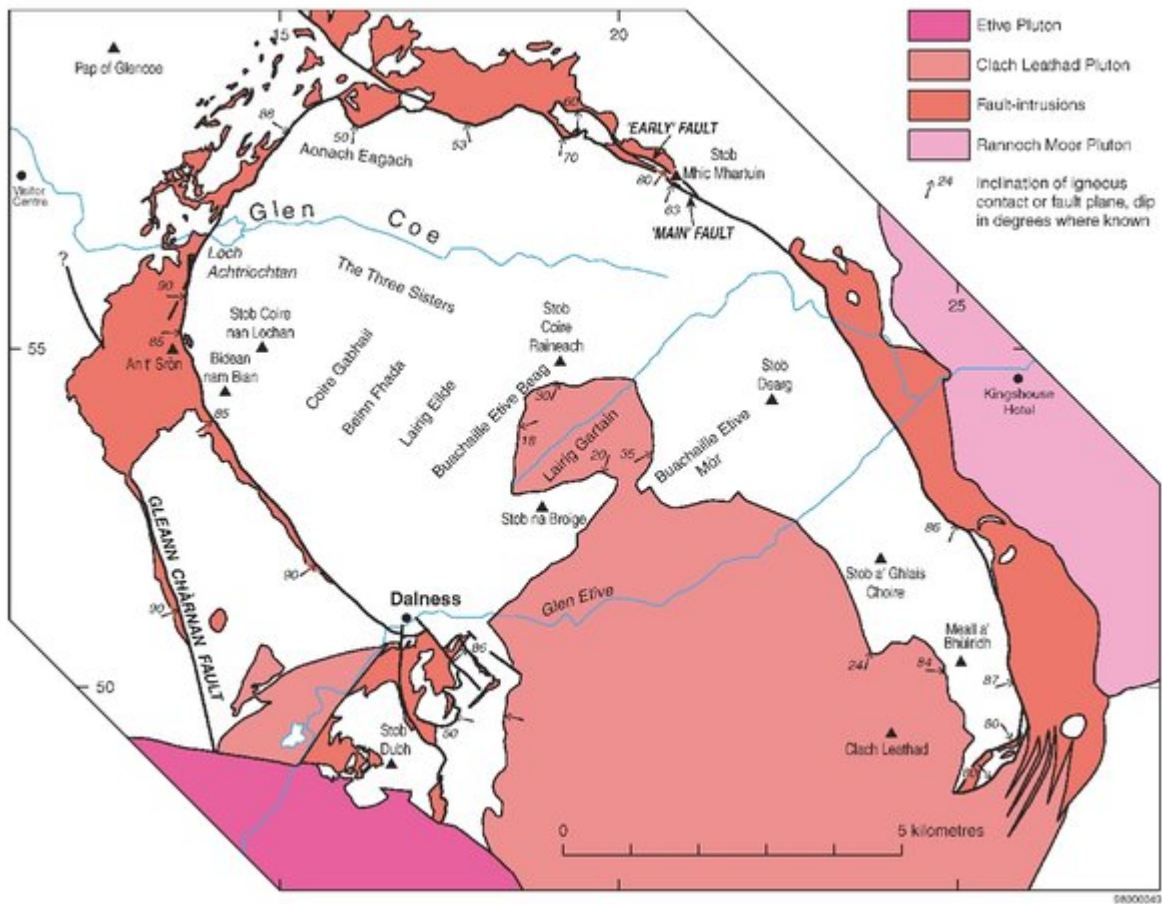 15
20
Pap of Glencoe
Etive Pluton
Clach Leathad Pluton
Fault-intrusions
Rannoch Moor Pluton
24
Inclination of igneous
contact or fault plane, dip
in degrees where known
88
50
Aonach Eagach
53
70
'EARLY' FAULT
Stob
Mhic Mhartuin
80
63
'MAIN' FAULT
Visitor
Centre
Glen Coe
?
Loch
Achtriochtan
The Three Sisters
90
25
Stob Coire
nan Lochan
Stob
Coire
Raineach
55
85
An t' Sròn
Bidean
nam Bian
Coire Gabhail
Beinn Fhada
Lairig Eilde
Buachaille Etive Beag
Stob
Dearg
Kingshouse
Hotel
30
18
Lairig Gartain
20
35
Buachaille Etive
Mor
85
Stob na Broige
GLEANN CHÀRNAN FAULT
86
90
Stob a' Ghlais
Choire
Dalness
Glen Etive
90
Meall a'
Bhùirich
86
50
24
84
87
50
Stob
Dubh
80
Clach Leathad
0
5 kilometres